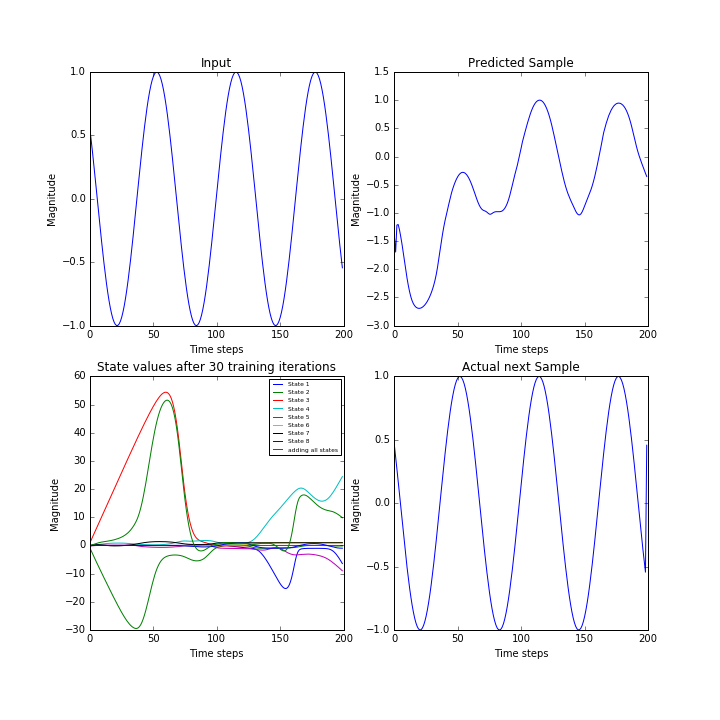 Input
1.0
0.5
0.0
−0.5
−1.0
Magnitude
0
50
100
150
200
Time steps
Predicted Sample
1.5
1.0
0.5
0.0
−0.5
−1.0
−1.5
−2.0
−2.5
−3.0
Magnitude
0
50
100
150
200
Time steps
State values after 30 training iterations
60
50
40
30
20
10
0
−10
−20
−30
Magnitude
State 1
State 2
State 3
State 4
State 5
State 6
State 7
State 8
adding all states
0
50
100
150
200
Time steps
Actual next Sample
1.0
0.5
0.0
−0.5
−1.0
Magnitude
0
50
100
150
200
Time steps